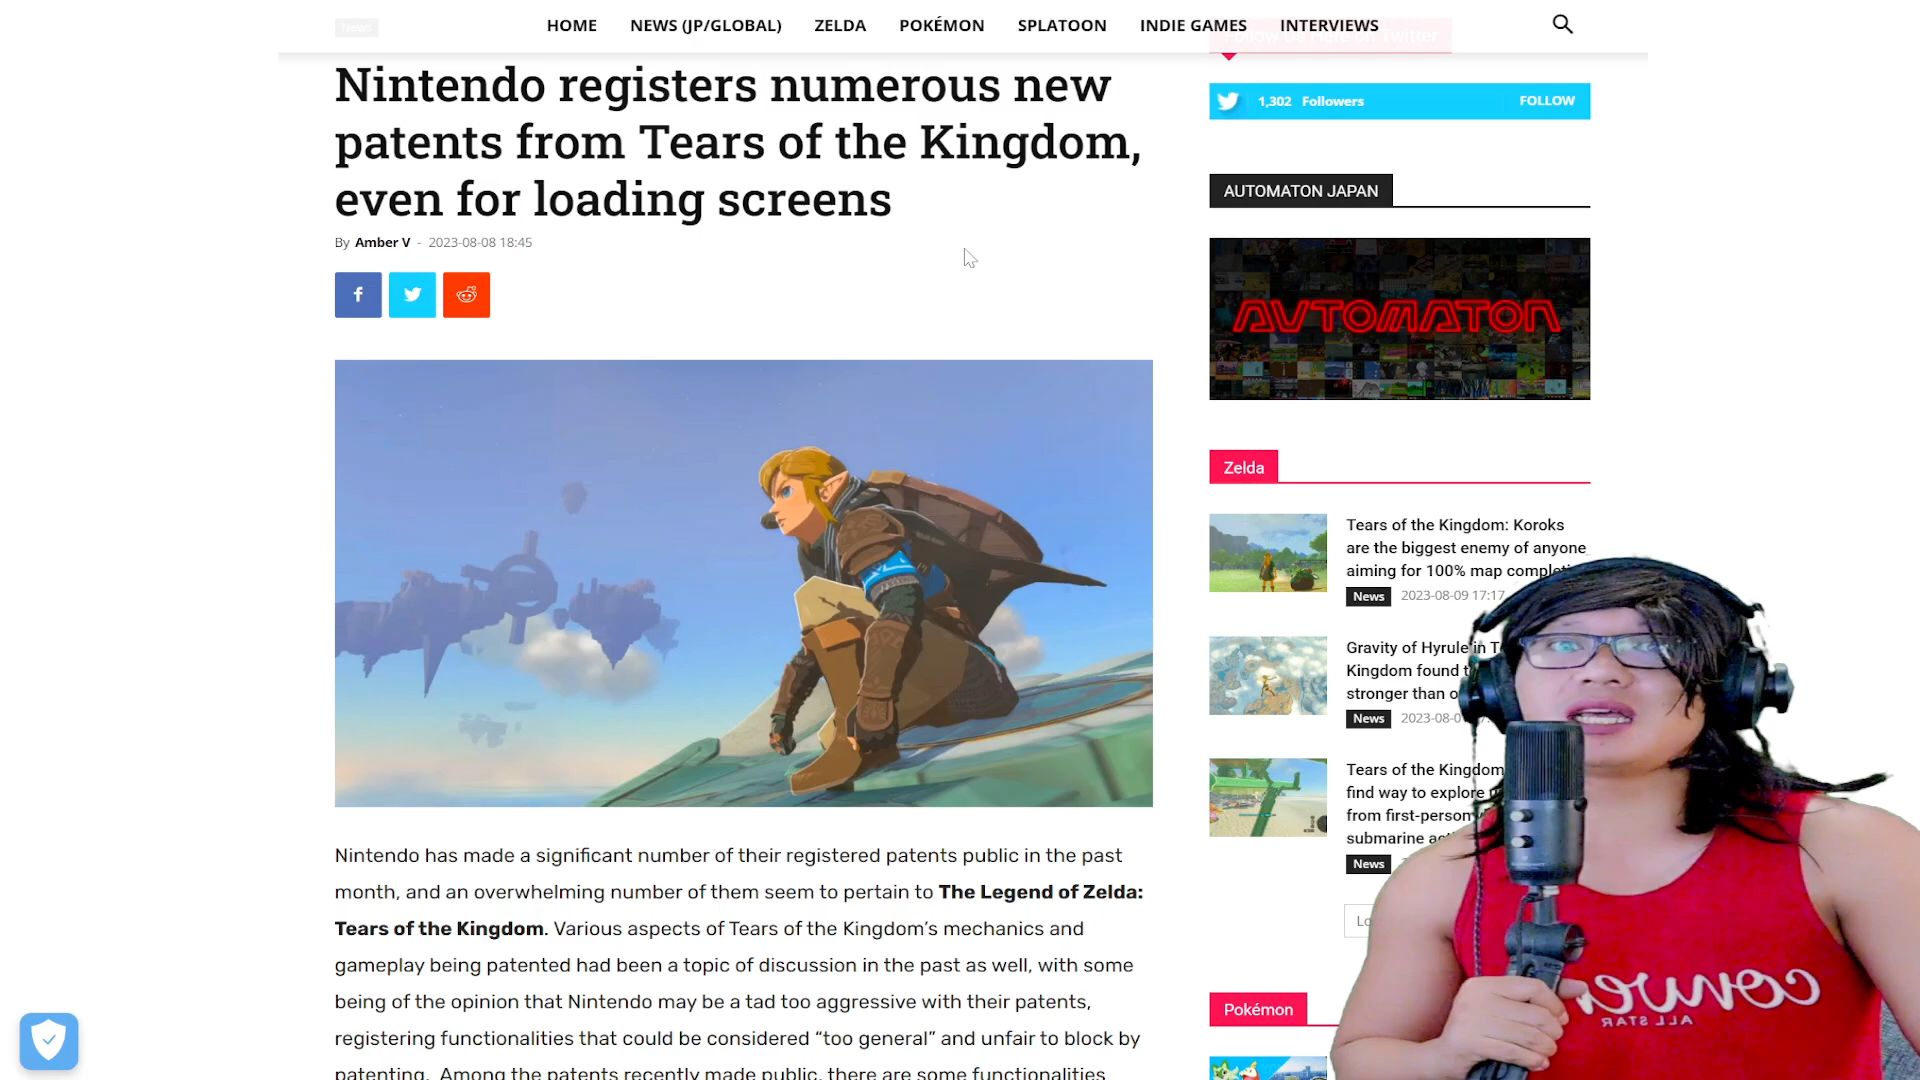 HOME NEWS (JP/GLOBAL) ZELDA POKÉMON SPLATOON INDIE GAMES INTERVIEWS
News
Nintendo registers numerous new
patents from Tears of the Kingdom,
even for loading screens
By Amber V - 2023-08-08 18:45
Nintendo has made a significant number of their registered patents public in the past
month, and an overwhelming number of them seem to pertain to The Legend of Zelda:
Tears of the Kingdom. Various aspects of Tears of the Kingdom’s mechanics and
gameplay being patented had been a topic of discussion in the past as well, with some
being of the opinion that Nintendo may be a tad too aggressive with their patents,
registering functionalities that could be considered “too general” and unfair to block by
patenting. Among the patents recently made public, there are some functionalities
Twitter
1,302 Followers FOLLOW
AUTOMATON JAPAN
AUTOMATON
Zelda
Tears of the Kingdom: Koroks
are the biggest enemy of anyone
aiming for 100% map
News 2023-08-09 17:17
Gravity of Hyrule in
Kingdom found
stronger than
News
Tears of the Kingdom
find way to explore
from first-person
submarine
News
Pokémon
converse
ALL STAR